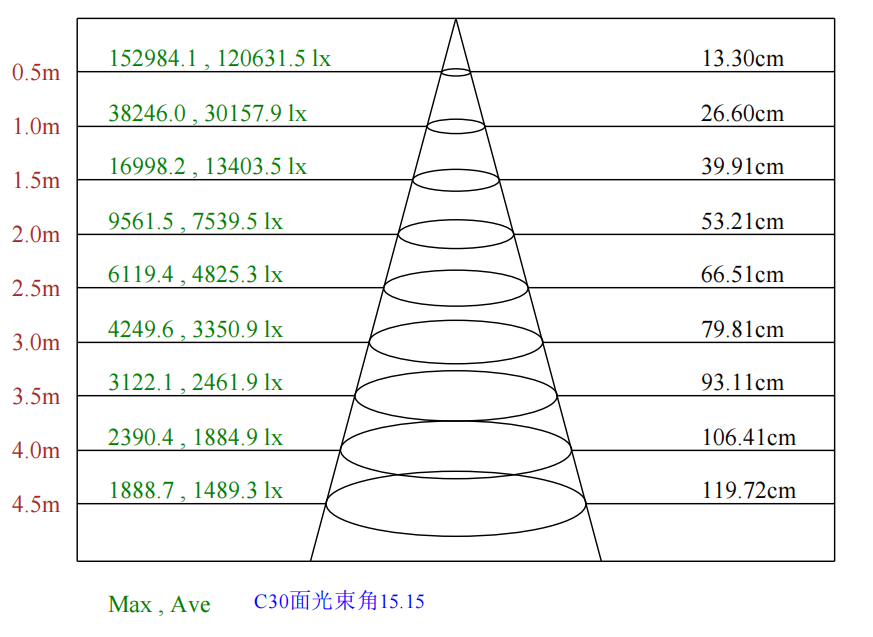 152984.1 , 120631.5 lx 13.30cm
0.5m
38246.0 , 30157.9 lx 26.60cm
1.0m
16998.2 , 13403.5 lx 39.91cm
1.5m
9561.5 , 7539.5 lx 53.21cm
2.0m
6119.4 , 4825.3 lx 66.51cm
2.5m
4249.6 , 3350.9 lx 79.81cm
3.0m
3122.1 , 2461.9 lx 93.11cm
3.5m
2390.4 , 1884.9 lx 106.41cm
4.0m
1888.7 , 1489.3 lx 119.72cm
4.5m
Max , Ave C30面光束角15.15